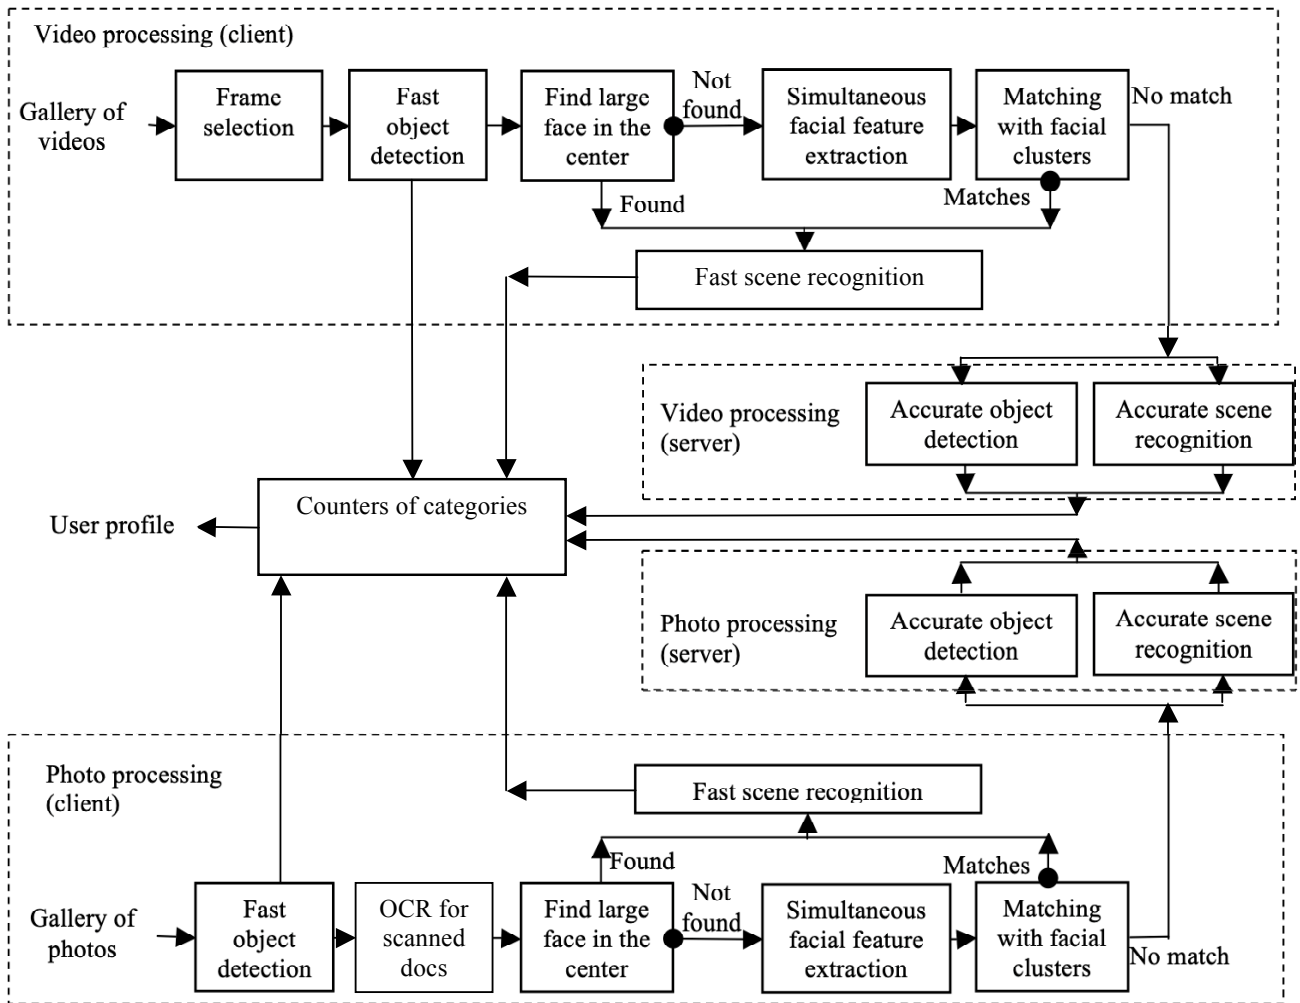 Video processing (client)
Gallery of
videos
Frame
selection
Fast
object
detection
Find large
face in the
center
Not
found
Simultaneous
facial feature
extraction
Matching
with facial
clusters
No match
Found
Matches
Fast scene recognition
Video processing
(server)
Accurate object
detection
Accurate scene
recognition
Counters of categories
User profile
Photo processing
(server)
Accurate object
detection
Accurate scene
recognition
Photo processing
(client)
Fast scene recognition
Found
Matches
Gallery of
photos
Fast
object
detection
OCR for
scanned
docs
Find large
face in the
center
Not
found
Simultaneous
facial feature
extraction
Matching
with facial
clusters
No match